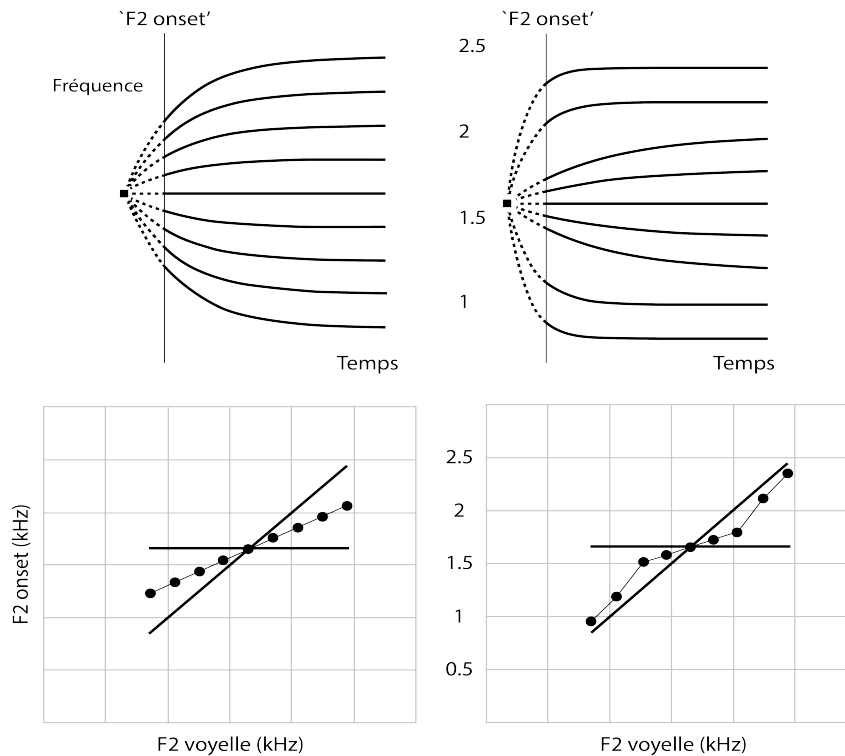 `F2 onset’
Fréquence
Temps
`F2 onset’
2.5
2
1.5
1
Temps
F2 onset (kHz)
F2 voyelle (kHz)
2.5
2
1.5
1
0.5
F2 voyelle (kHz)